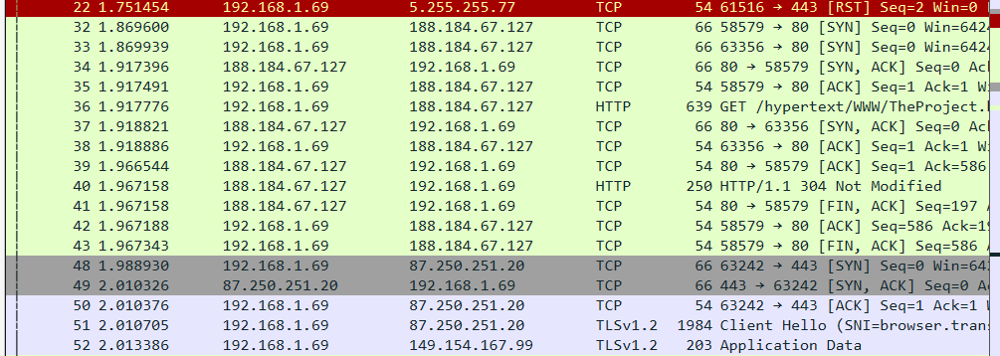 22 1.751454 192.168.1.69 5.255.255.77 TCP 54 61516 → 443 [RST] Seq=2 Win=0
32 1.869600 192.168.1.69 188.184.67.127 TCP 66 58579 → 80 [SYN] Seq=0 Win=642
33 1.869939 192.168.1.69 188.184.67.127 TCP 66 63356 → 80 [SYN] Seq=0 Win=642
34 1.917396 188.184.67.127 192.168.1.69 TCP 66 80 → 58579 [SYN, ACK] Seq=0 Ac
35 1.917491 192.168.1.69 188.184.67.127 TCP 54 58579 → 80 [ACK] Seq=1 Ack=1 W
36 1.917776 192.168.1.69 188.184.67.127 HTTP 639 GET /hypertext/WWW/TheProject.
37 1.918821 188.184.67.127 192.168.1.69 TCP 66 80 → 63356 [SYN, ACK] Seq=0 Ac
38 1.918886 192.168.1.69 188.184.67.127 TCP 54 63356 → 80 [ACK] Seq=1 Ack=1 W
39 1.966544 188.184.67.127 192.168.1.69 TCP 54 80 → 58579 [ACK] Seq=1 Ack=586
40 1.967158 188.184.67.127 192.168.1.69 HTTP 250 HTTP/1.1 304 Not Modified
41 1.967158 188.184.67.127 192.168.1.69 TCP 54 80 → 58579 [FIN, ACK] Seq=197
42 1.967188 192.168.1.69 188.184.67.127 TCP 54 58579 → 80 [ACK] Seq=586 Ack=19
43 1.967343 192.168.1.69 188.184.67.127 TCP 54 58579 → 80 [FIN, ACK] Seq=586
48 1.988930 192.168.1.69 87.250.251.20 TCP 66 63242 → 443 [SYN] Seq=0 Win=64
49 2.010326 87.250.251.20 192.168.1.69 TCP 66 443 → 63242 [SYN, ACK] Seq=0 A
50 2.010376 192.168.1.69 87.250.251.20 TCP 54 63242 → 443 [ACK] Seq=1 Ack=1
51 2.010705 192.168.1.69 87.250.251.20 TLSv1.2 1984 Client Hello (SNI=browser.tran
52 2.013386 192.168.1.69 149.154.167.99 TLSv1.2 203 Application Data